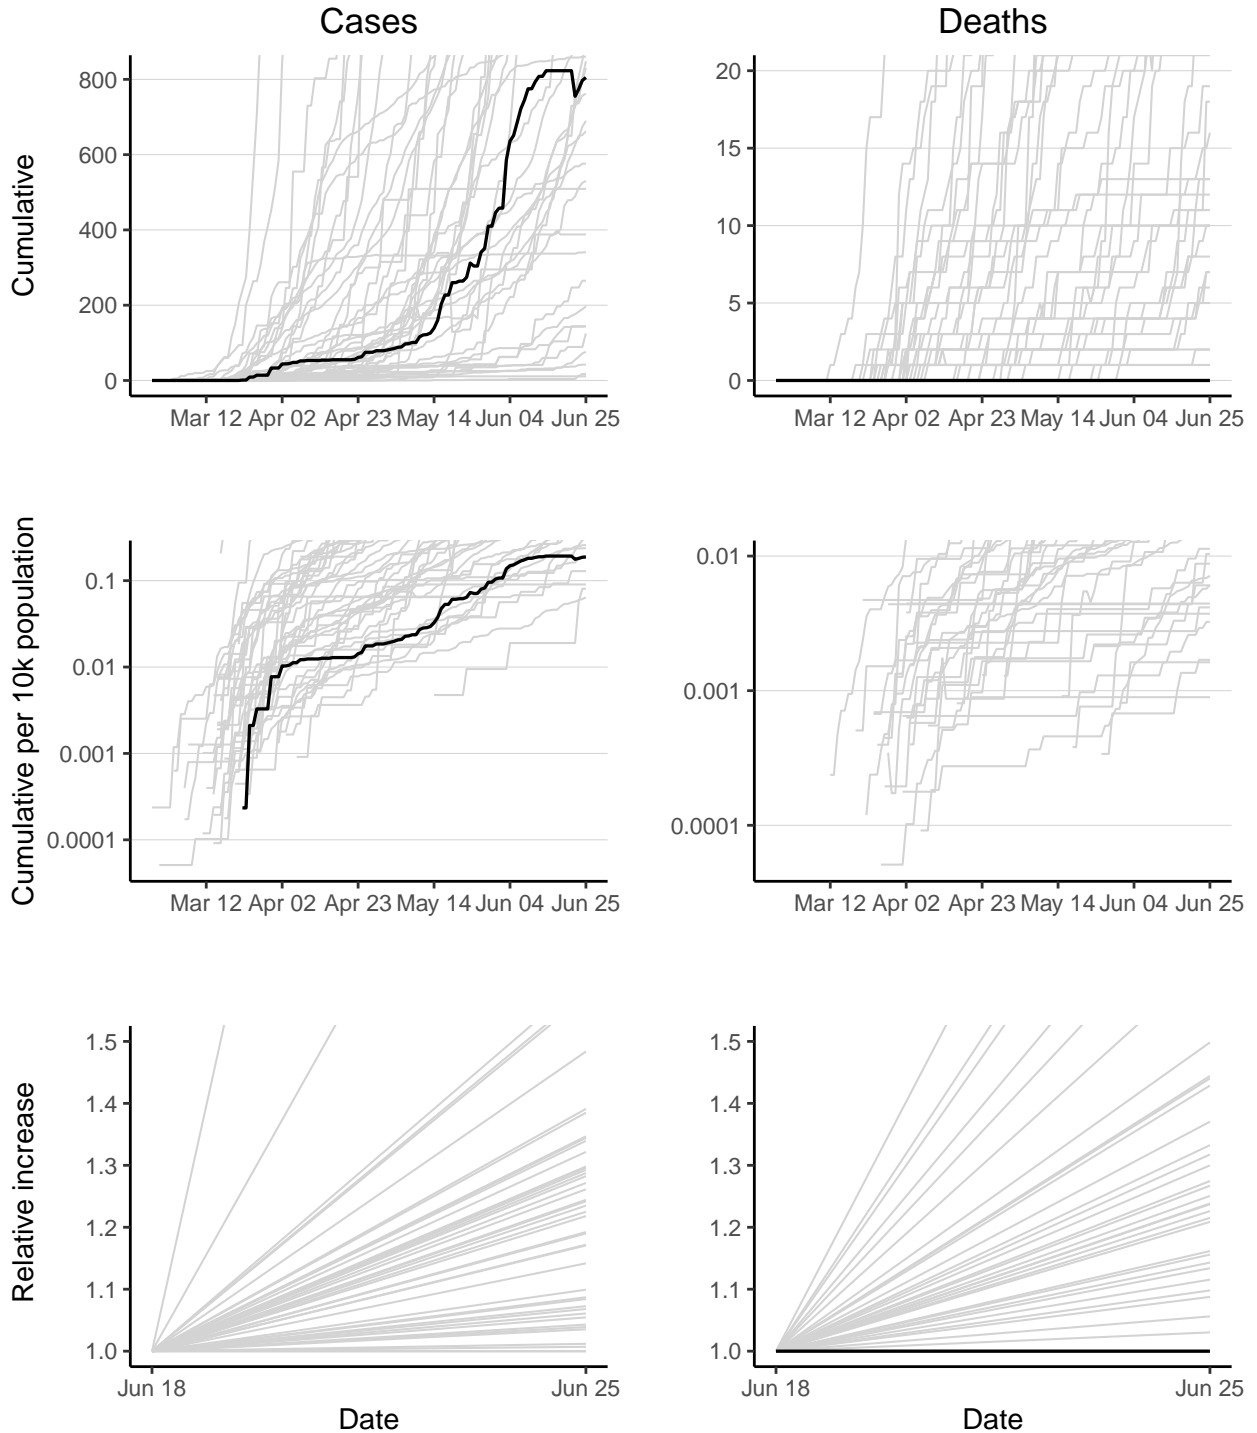 Cases
Deaths
Cumulative
800
600
400
200
0
Mar 12 Apr 02 Apr 23 May 14 Jun 04 Jun 25
20
15
10
5
0
Mar 12 Apr 02 Apr 23 May 14 Jun 04 Jun 25
Cumulative per 10k population
0.1
0.01
0.001
0.0001
Mar 12 Apr 02 Apr 23 May 14 Jun 04 Jun 25
0.01
0.001
0.0001
Mar 12 Apr 02 Apr 23 May 14 Jun 04 Jun 25
Relative increase
1.5
1.4
1.3
1.2
1.1
1.0
Jun 18 Jun 25
Date
1.5
1.4
1.3
1.2
1.1
1.0
Jun 18 Jun 25
Date